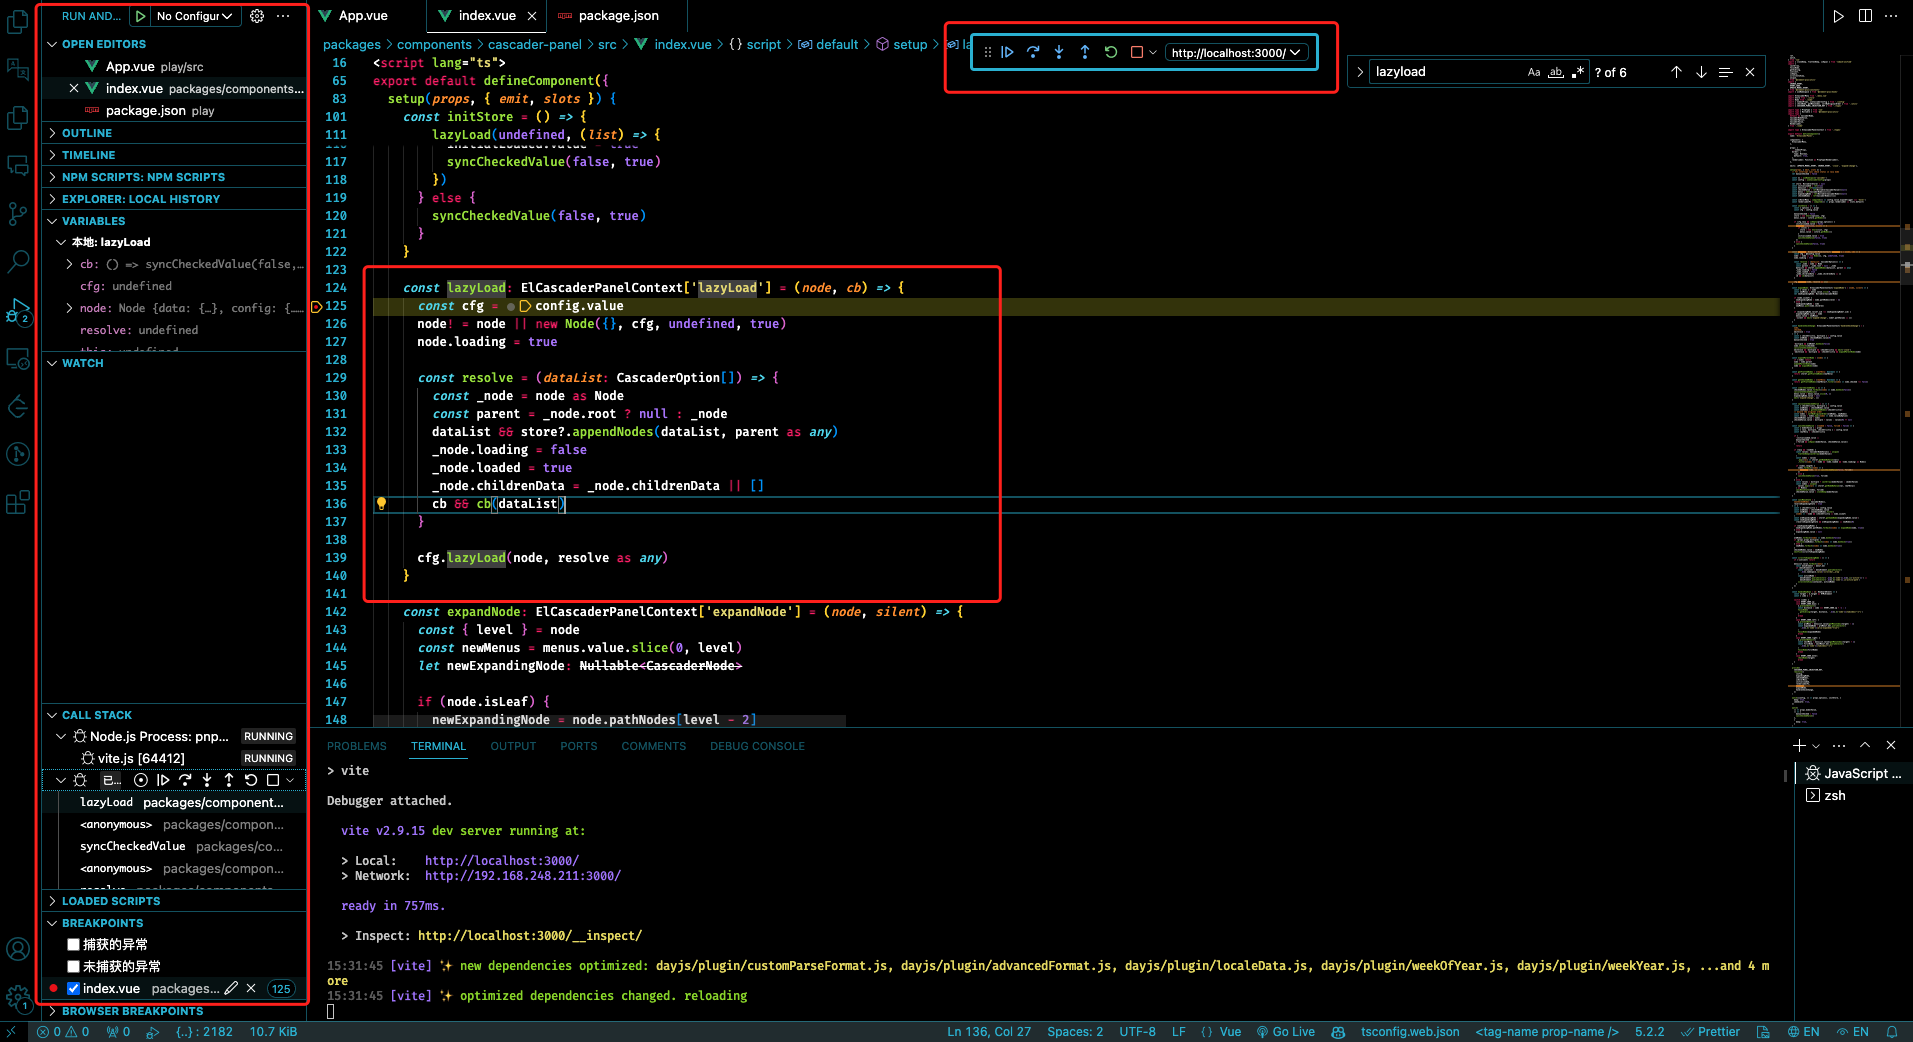 RUN AND... No Configur
App.vue
index.vue
package.json
OPEN EDITORS
App.vue play/src
index.vue packages/components...
package.json play
OUTLINE
TIMELINE
NPM SCRIPTS: NPM SCRIPTS
EXPLORER: LOCAL HISTORY
VARIABLES
本地: lazyLoad
cb: () => syncCheckedValue(false,...
cfg: undefined
node: Node {data: {…}, config: {...
resolve: undefined
WATCH
CALL STACK
Node.js Process: pnp... RUNNING
vite.js [64412] RUNNING
已...
lazyLoad packages/component...
<anonymous> packages/compon...
syncCheckedValue packages/co...
<anonymous> packages/compon...
LOADED SCRIPTS
BREAKPOINTS
捕获的异常
未捕获的异常
index.vue packages... 125
BROWSER BREAKPOINTS
packages > components > cascader-panel > src > index.vue > {} script > default > setup > la
http://localhost:3000/
lazyload Aa ab .* ? of 6
16 <script lang="ts">
65 export default defineComponent({
83 setup(props, { emit, slots }) {
101 const initStore = () => {
111 lazyLoad(undefined, (list) => {
117 syncCheckedValue(false, true)
118 })
119 } else {
120 syncCheckedValue(false, true)
121 }
122 }
123
124 const lazyLoad: ElCascaderPanelContext['lazyLoad'] = (node, cb) => {
125 const cfg = config.value
126 node! = node || new Node({}, cfg, undefined, true)
127 node.loading = true
128
129 const resolve = (dataList: CascaderOption[]) => {
130 const _node = node as Node
131 const parent = _node.root ? null : _node
132 dataList && store?.appendNodes(dataList, parent as any)
133 _node.loading = false
134 _node.loaded = true
135 _node.childrenData = _node.childrenData || []
136 cb && cb(dataList)
137 }
138
139 cfg.lazyLoad(node, resolve as any)
140 }
141
142 const expandNode: ElCascaderPanelContext['expandNode'] = (node, silent) => {
143 const { level } = node
144 const newMenus = menus.value.slice(0, level)
145 let newExpandingNode: Nullable<CascaderNode>
146
147 if (node.isLeaf) {
148 newExpandingNode = node.pathNodes[level - 2]
PROBLEMS TERMINAL OUTPUT PORTS COMMENTS DEBUG CONSOLE
> vite
Debugger attached.
vite v2.9.15 dev server running at:
> Local: http://localhost:3000/
> Network: http://192.168.248.211:3000/
ready in 757ms.
> Inspect: http://localhost:3000/__inspect/
15:31:45 [vite] ✨ new dependencies optimized: dayjs/plugin/customParseFormat.js, dayjs/plugin/advancedFormat.js, dayjs/plugin/localeData.js, dayjs/plugin/weekOfYear.js, dayjs/plugin/weekYear.js, ...and 4 m
ore
15:31:45 [vite] ✨ optimized dependencies changed. reloading
JavaScript ...
zsh
2
1
0 0 0 {..} : 2182 10.7 KiB
Ln 136, Col 27 Spaces: 2 UTF-8 LF {} Vue Go Live tsconfig.web.json <tag-name prop-name /> 5.2.2 Prettier EN EN